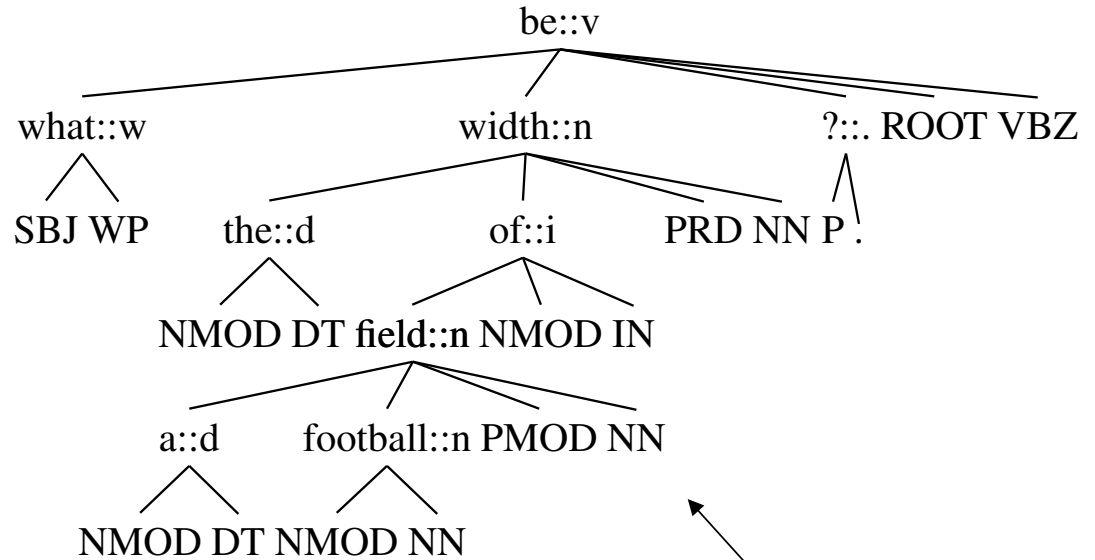 be::v
what::w width::n ?::. ROOT VBZ
SBJ WP the::d of::i PRD NN P .
NMOD DT field::n NMOD IN
a::d football::n PMOD NN
NMOD DT NMOD NN